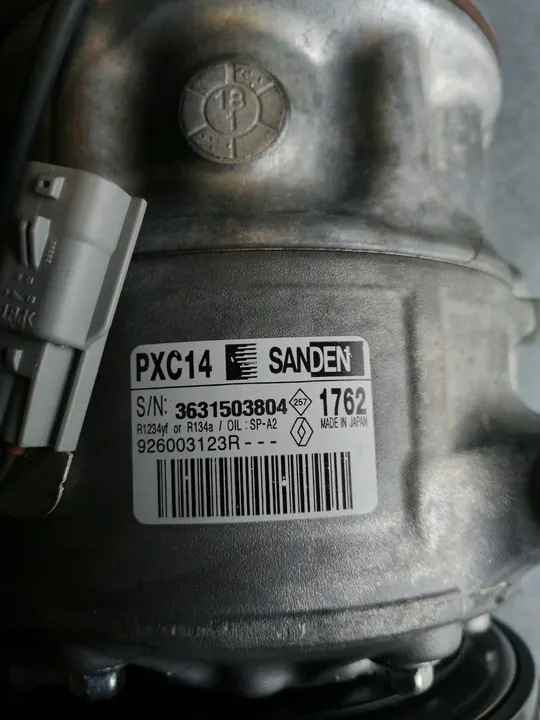 18
1
PXC14 SANDEN
S/N: 3631503804 257 1762
R1234yf or R134a / OIL:SP-A2 MADE IN JAPAN
926003123R---